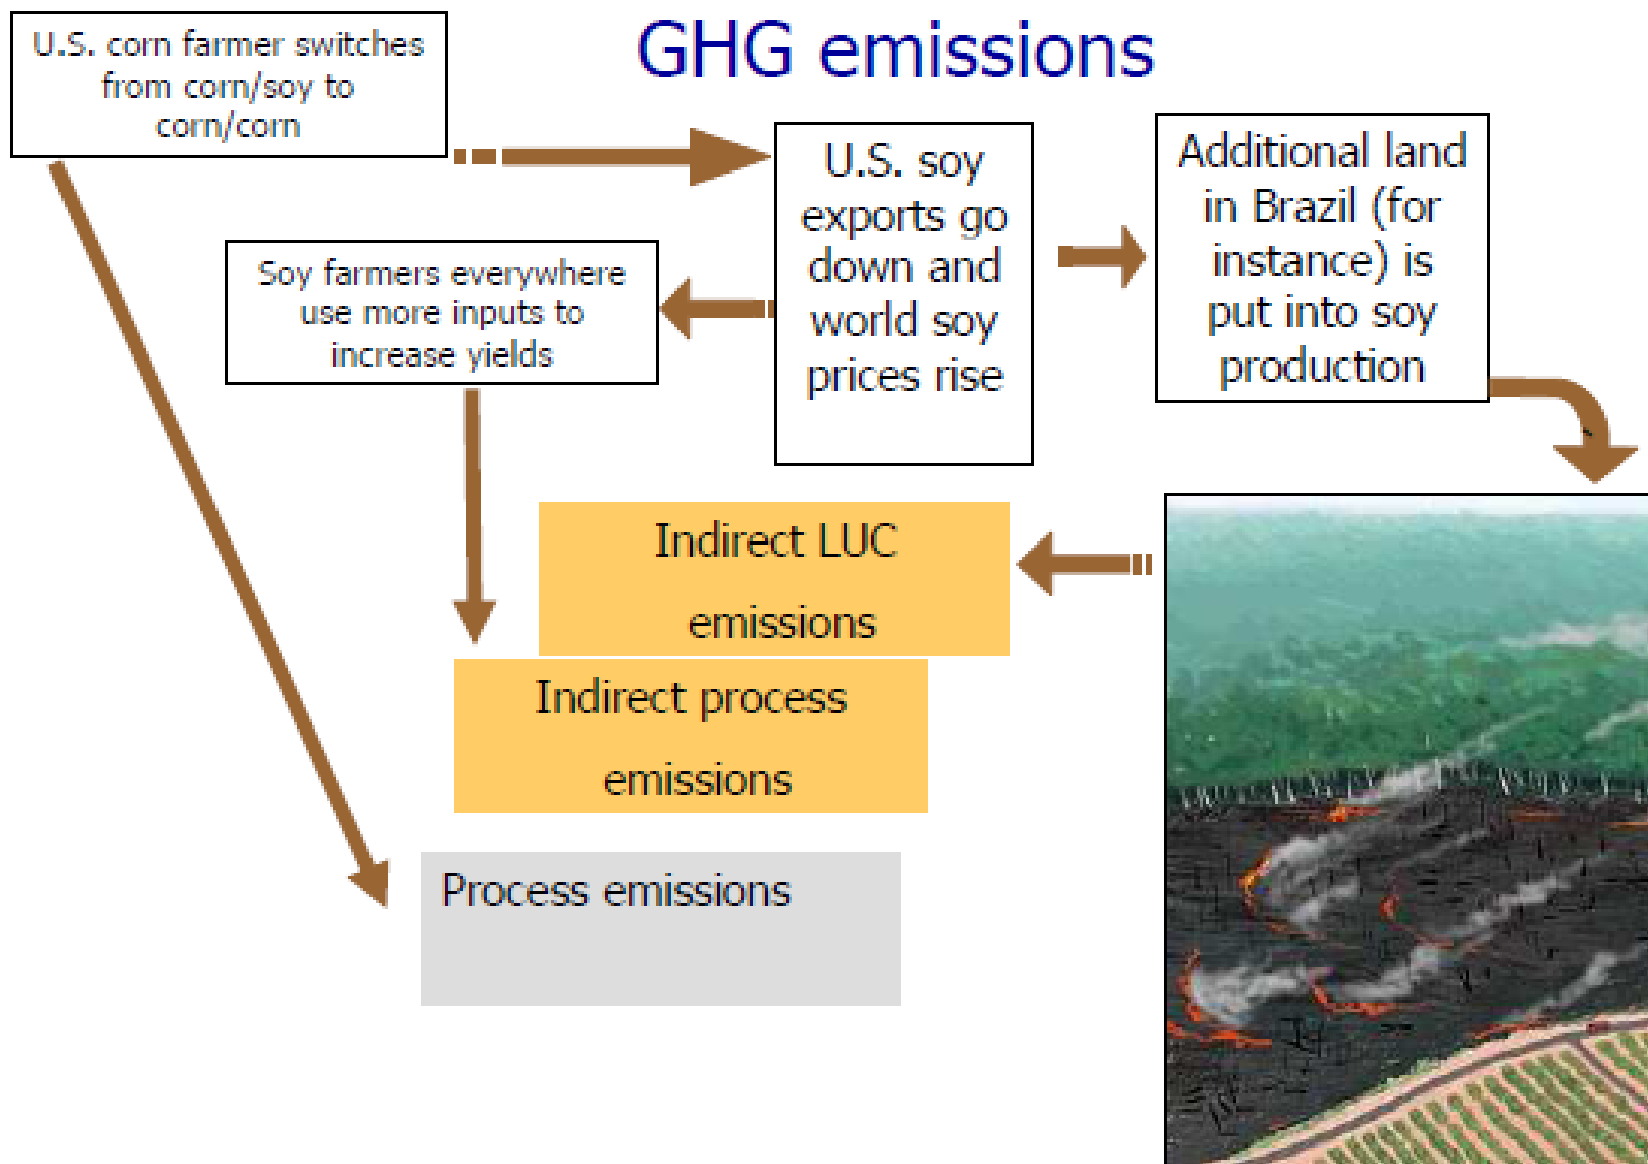 GHG emissions
U.S. corn farmer switches
from corn/soy to
corn/corn
U.S. soy
exports go
down and
world soy
prices rise
Additional land
in Brazil (for
instance) is
put into soy
production
Soy farmers everywhere
use more inputs to
increase yields
Indirect LUC
emissions
Indirect process
emissions
Process emissions